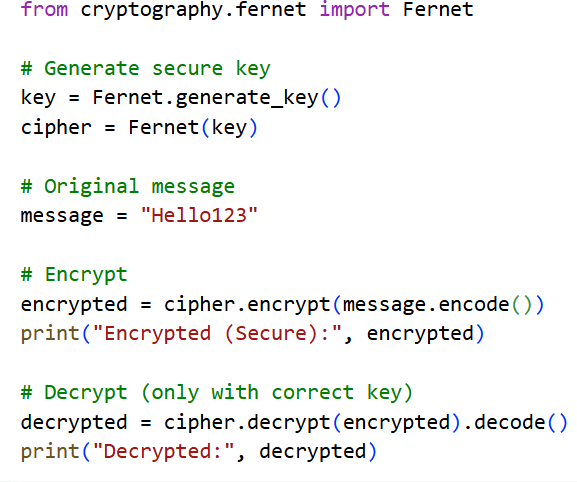 from cryptography.fernet import Fernet
# Generate secure key
key = Fernet.generate_key()
cipher = Fernet(key)
# Original message
message = "Hello123"
# Encrypt
encrypted = cipher.encrypt(message.encode())
print("Encrypted (Secure):", encrypted)
# Decrypt (only with correct key)
decrypted = cipher.decrypt(encrypted).decode()
print("Decrypted:", decrypted)